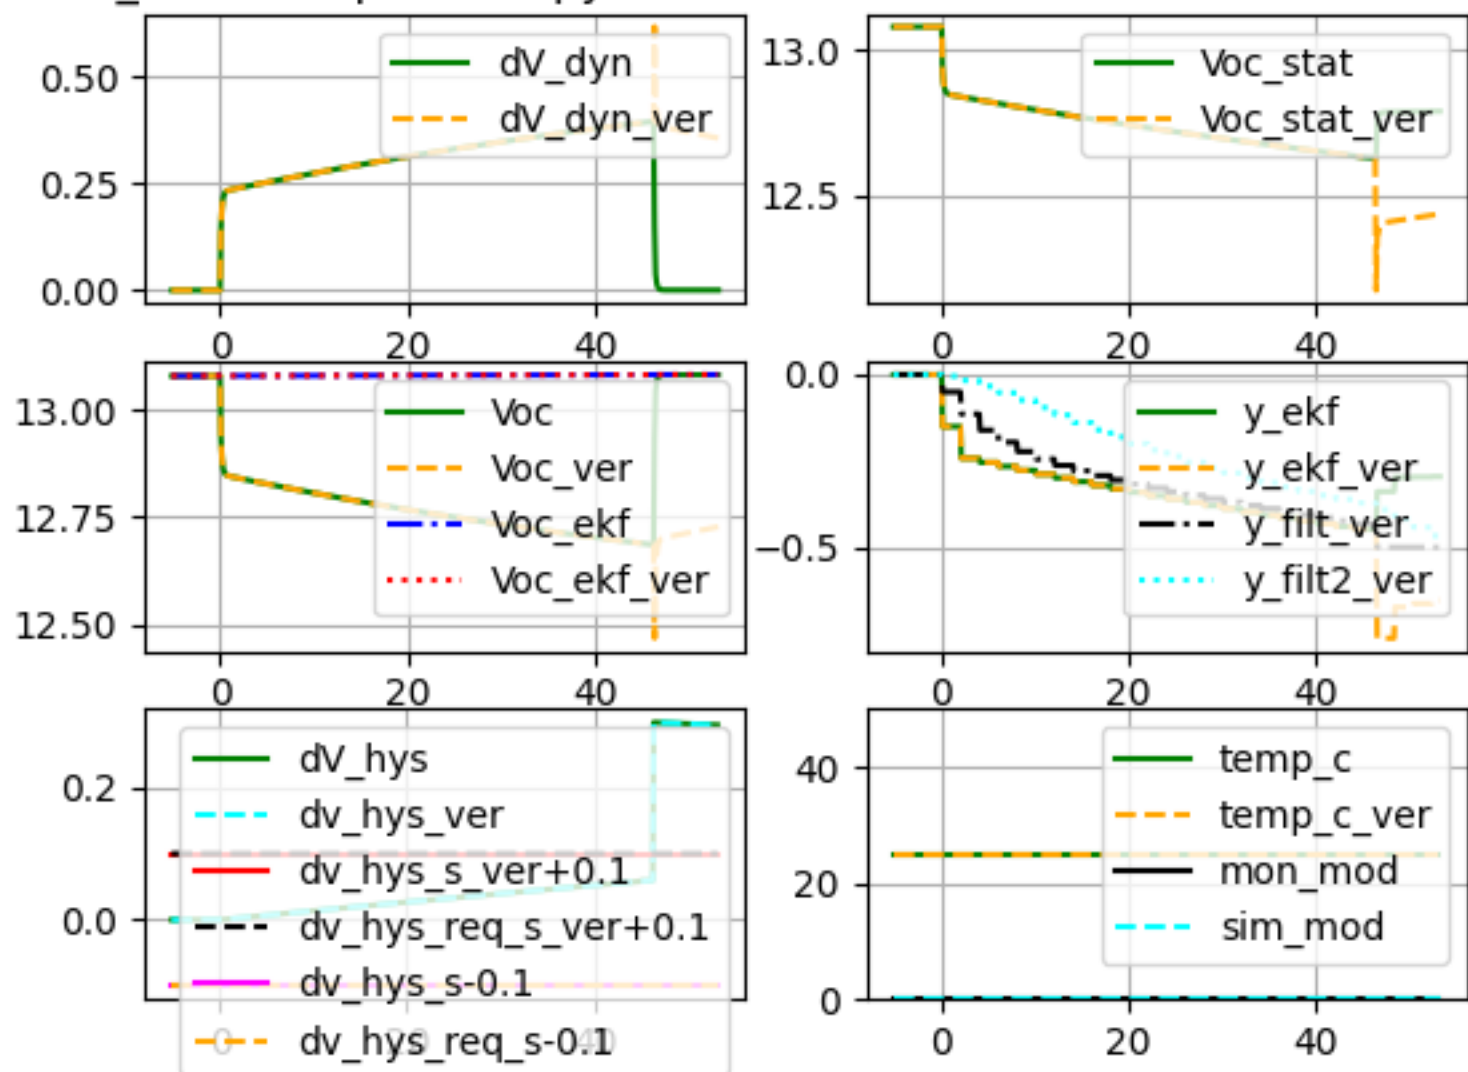 0.50
0.25
0.00
0 20 40
dV_dyn
dV_dyn_ver
13.0
12.5
0 20 40
Voc_stat
Voc_stat_ver
13.00
12.75
12.50
0 20 40
Voc
Voc_ver
Voc_ekf
Voc_ekf_ver
0.0
−0.5
0 20 40
y_ekf
y_ekf_ver
y_filt_ver
y_filt2_ver
0.2
0.0
0 20 40
dV_hys
dv_hys_ver
dv_hys_s_ver+0.1
dv_hys_req_s_ver+0.1
dv_hys_s-0.1
dv_hys_req_s-0.1
40
20
0
0 20 40
temp_c
temp_c_ver
mon_mod
sim_mod